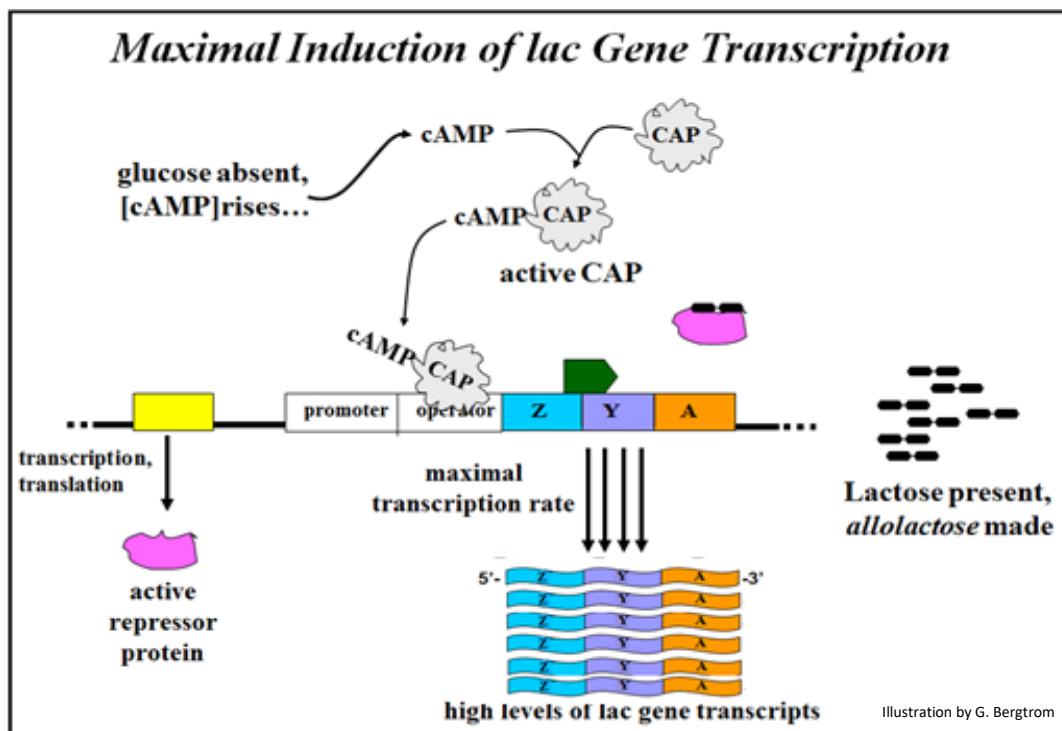 Maximal Induction of lac Gene Transcription
cAMP
CAP
glucose absent,
[cAMP]rises…
cAMP
CAP
active CAP
cAMP
CAP
promoter
operator
Z
Y
A
transcription,
translation
maximal
transcription rate
Lactose present,
allolactose made
active
repressor
protein
5'-
Z
Y
A
-3'
Z
Y
A
Z
Y
A
Z
Y
A
Z
Y
A
Z
Y
A
high levels of lac gene transcripts
Illustration by G. Bergtrom